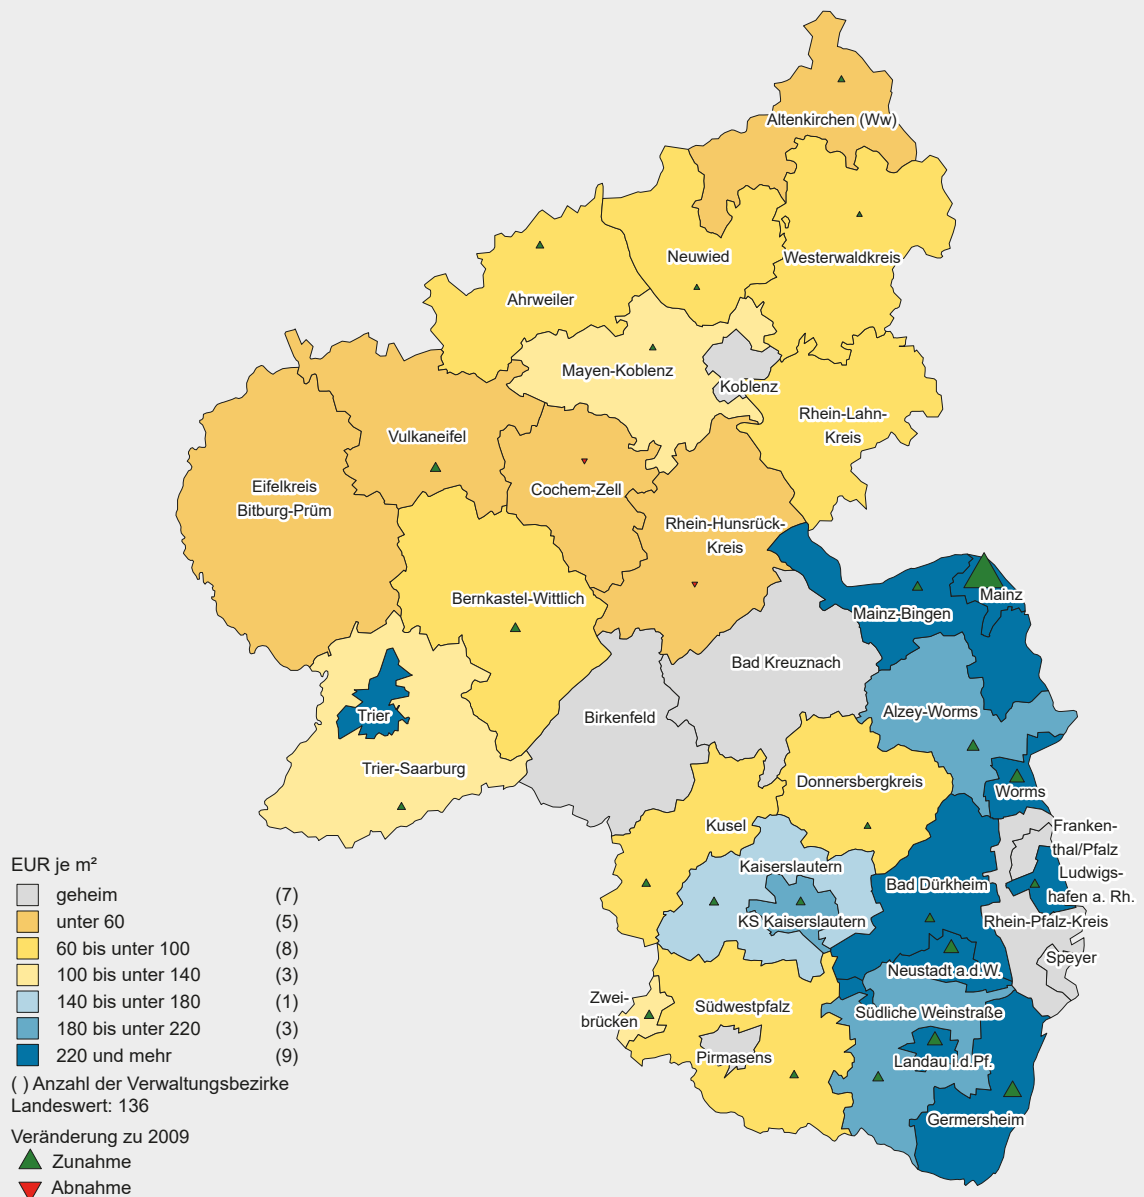 Altenkirchen (Ww)
Neuwied
Westerwaldkreis
Ahrweiler
Mayen-Koblenz
Koblenz
Rhein-Lahn-
Kreis
Vulkaneifel
Eifelkreis
Bitburg-Prüm
Cochem-Zell
Rhein-Hunsrück-
Kreis
Bernkastel-Wittlich
Mainz
Mainz-Bingen
Bad Kreuznach
Trier
Birkenfeld
Alzey-Worms
Trier-Saarburg
Donnersbergkreis
Worms
Kusel
Franken-
thal/Pfalz
Kaiserslautern
Ludwigs-
hafen a. Rh.
Bad Dürkheim
KS Kaiserslautern
Rhein-Pfalz-Kreis
Speyer
Neustadt a.d.W.
Zwei-
brücken
Südwestpfalz
Südliche Weinstraße
Pirmasens
Landau i.d.Pf.
Germersheim
EUR je m²
geheim (7)
unter 60 (5)
60 bis unter 100 (8)
100 bis unter 140 (3)
140 bis unter 180 (1)
180 bis unter 220 (3)
220 und mehr (9)
( ) Anzahl der Verwaltungsbezirke
Landeswert: 136
Veränderung zu 2009
Zunahme
Abnahme